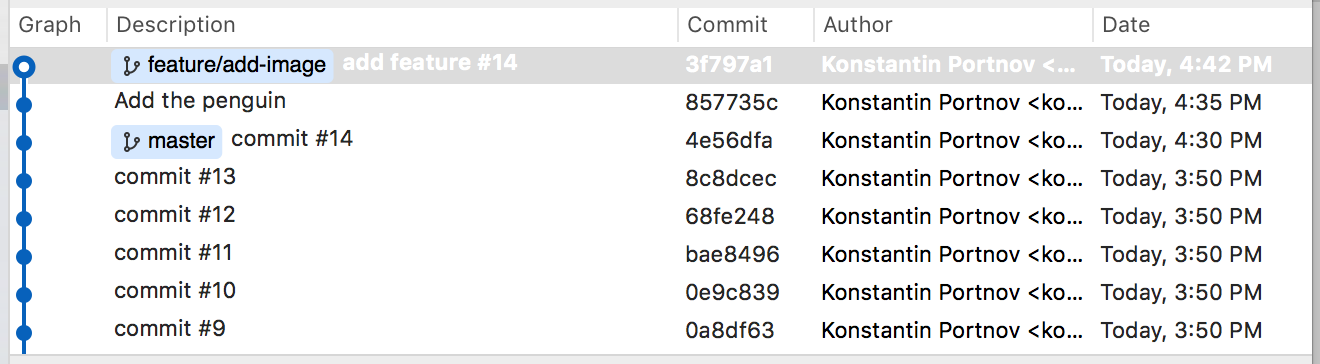 Graph Description Commit Author Date
feature/add-image add feature #14 3f797a1 Konstantin Portnov <... Today, 4:42 PM
Add the penguin 857735c Konstantin Portnov <ko... Today, 4:35 PM
master commit #14 4e56dfa Konstantin Portnov <ko... Today, 4:30 PM
commit #13 8c8dcec Konstantin Portnov <ko... Today, 3:50 PM
commit #12 68fe248 Konstantin Portnov <ko... Today, 3:50 PM
commit #11 bae8496 Konstantin Portnov <ko... Today, 3:50 PM
commit #10 0e9c839 Konstantin Portnov <ko... Today, 3:50 PM
commit #9 0a8df63 Konstantin Portnov <ko... Today, 3:50 PM